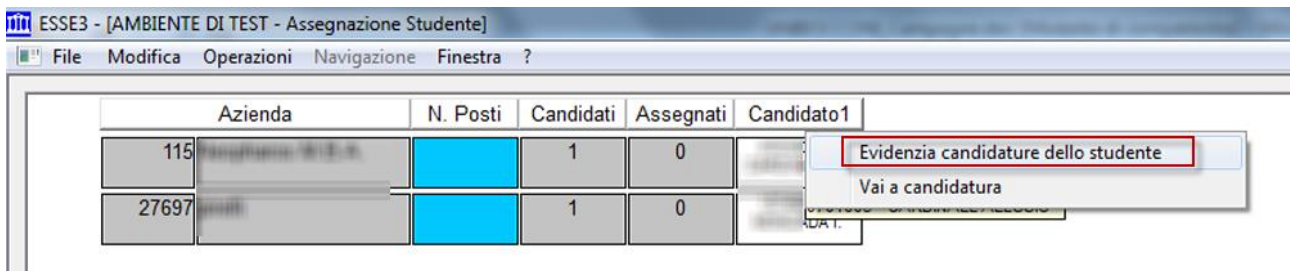 ESSE3 - [AMBIENTE DI TEST - Assegnazione Studente]
File Modifica Operazioni Navigazione Finestra ?
Azienda N. Posti Candidati Assegnati Candidato1
115 1 0
Evidenzia candidature dello studente
Vai a candidatura
27697 1 0